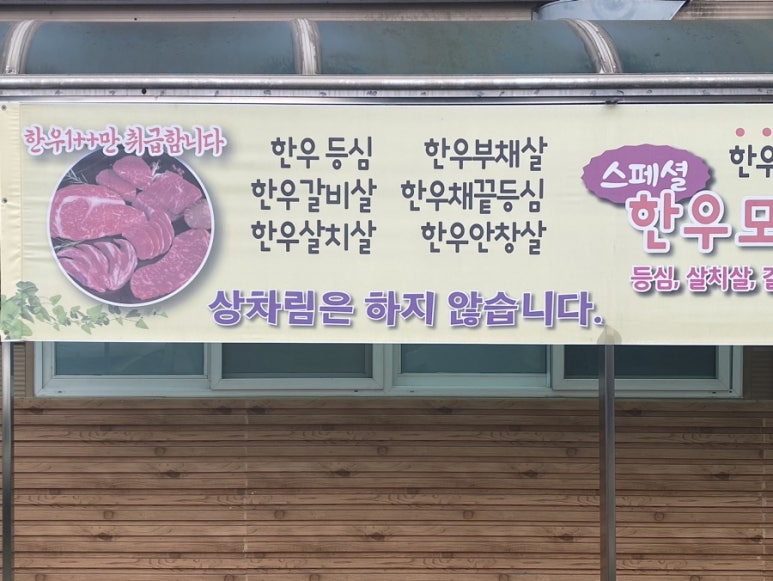 한우1++만 취급합니다
한우 등심 한우부채살
한우갈비살 한우채끝등심
한우살치살 한우안창살
상차림은 하지 않습니다.
스페셜
한우
한우 모
등심, 살치살,